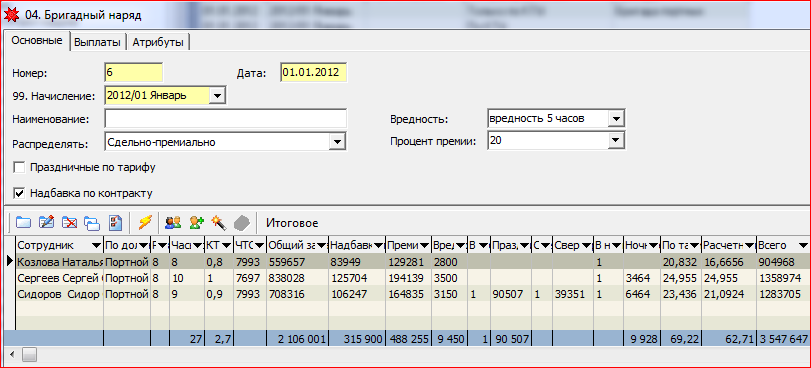 04. Бригадный наряд
Основные Выплаты Атрибуты
Номер: 6 Дата: 01.01.2012
99. Начисление: 2012/01 Январь
Наименование: Вредность: вредность 5 часов
Распределять: Сдельно-премиально Процент премии: 20
Праздничные по тарифу
Надбавка по контракту
Итоговое
Сотрудник По дол Часы КТ ЧТС Общий за Надбавк Преми Вред В Празд С Свер В н Ночн По та Расчетн Всего
Козлова Наталья Портной 8 8 0,8 7993 559657 83949 129281 2800 1 20,832 16,6656 904968
Сергеев Сергей Портной 8 10 1 7697 838028 125704 194139 3500 1 3464 24,955 24,955 1358974
Сидоров Сидор Портной 8 9 0,9 7993 708316 106247 164835 3150 1 90507 1 39351 1 6464 23,436 21,0924 1283705
27 2,7 2 106 001 315 900 488 255 9 450 1 90 507 9 928 69,22 62,71 3 547 647